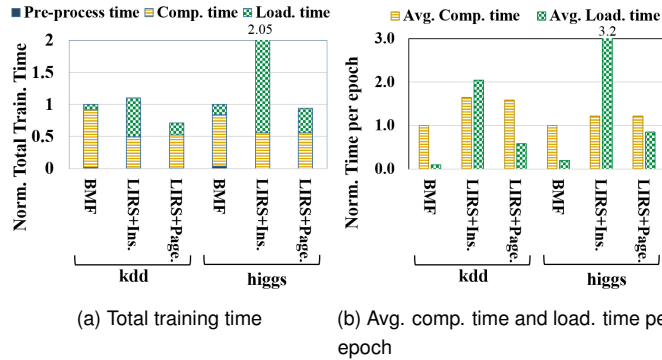 Pre-process time Comp. time Load. time
2.05
Norm. Total Train. Time
2
1.5
1
0.5
0
BMF
LIRS+Ins.
LIRS+Page.
BMF
LIRS+Ins.
LIRS+Page.
kdd
higgs
(a) Total training time
Avg. Comp. time Avg. Load. time
3.2
Norm. Time per epoch
3.0
2.0
1.0
0.0
BMF
LIRS+Ins.
LIRS+Page.
BMF
LIRS+Ins.
LIRS+Page.
kdd
higgs
(b) Avg. comp. time and load. time pe
epoch